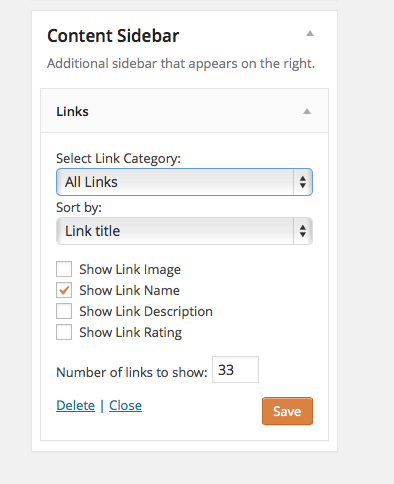 Content Sidebar
Additional sidebar that appears on the right.
Links
Select Link Category:
All Links
Sort by:
Link title
Show Link Image
Show Link Name
Show Link Description
Show Link Rating
Number of links to show: 33
Delete | Close
Save